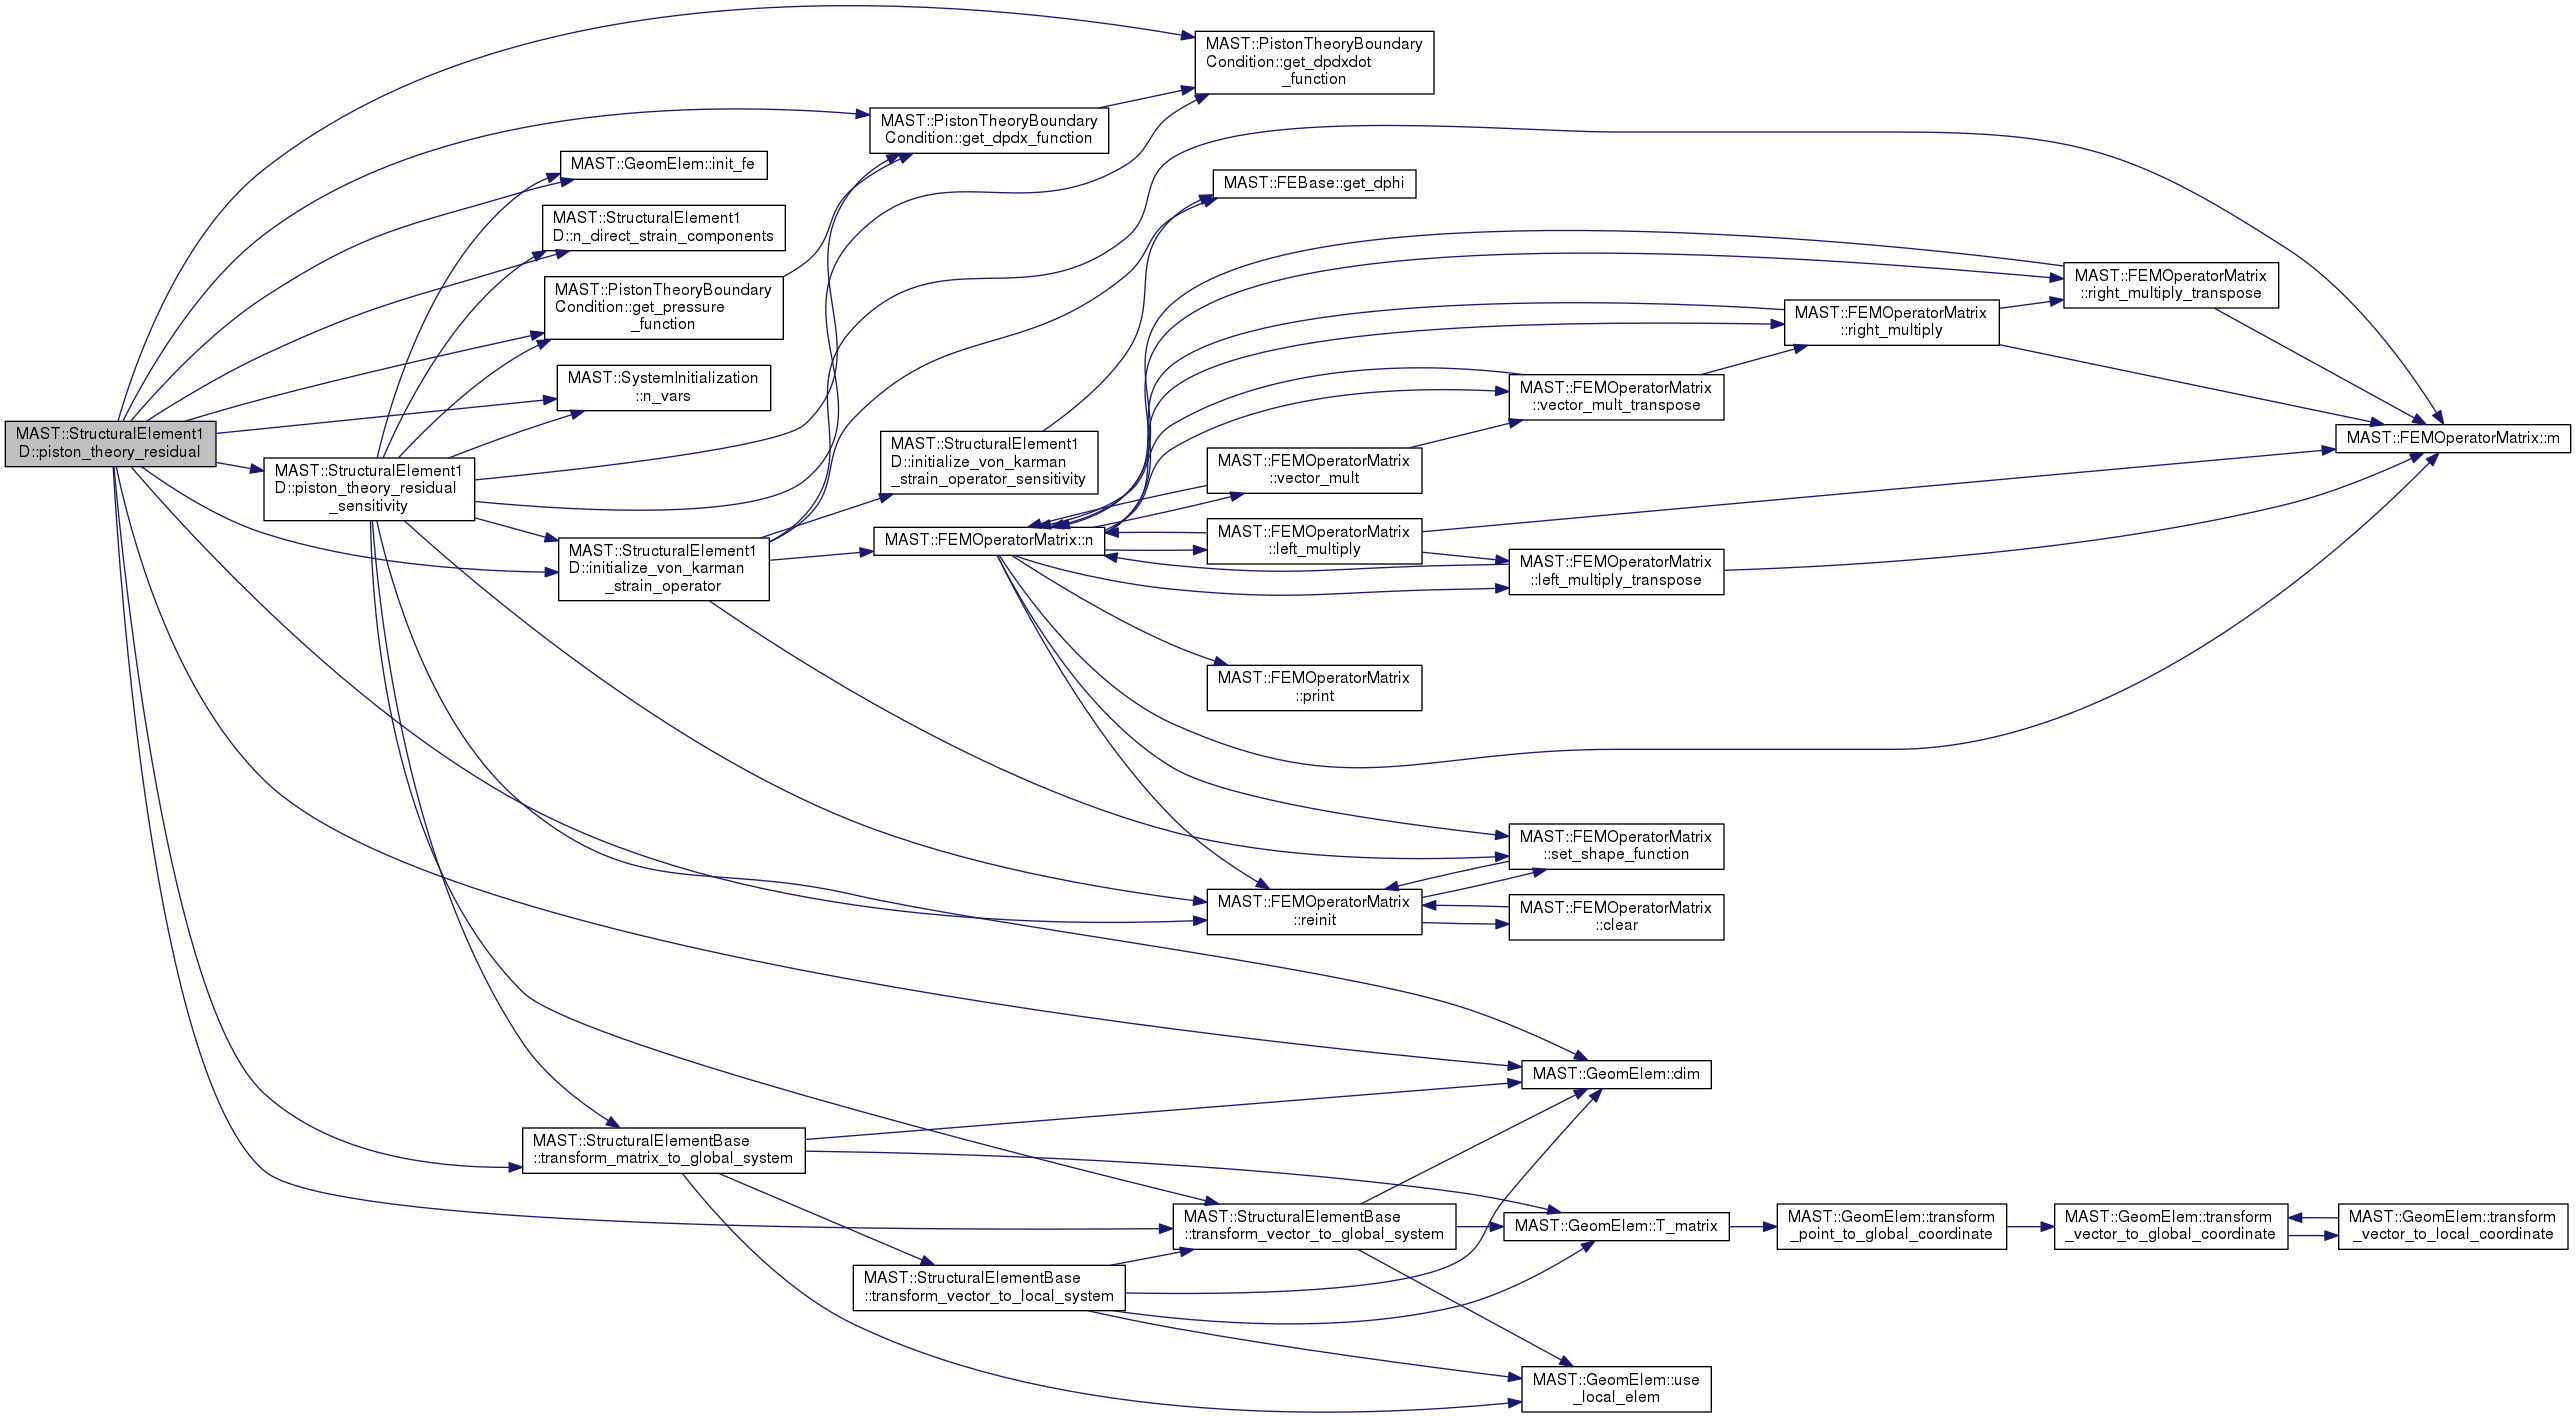 MAST::StructuralElement1
D::piston_theory_residual
MAST::StructuralElement1
D::piston_theory_residual
_sensitivity
MAST::GeomElem::init_fe
MAST::StructuralElement1
D::n_direct_strain_components
MAST::PistonTheoryBoundary
Condition::get_pressure
_function
MAST::SystemInitialization
::n_vars
MAST::StructuralElement1
D::initialize_von_karman
_strain_operator
MAST::StructuralElementBase
::transform_matrix_to_global_system
MAST::PistonTheoryBoundary
Condition::get_dpdx_function
MAST::StructuralElement1
D::initialize_von_karman
_strain_operator_sensitivity
MAST::FEMOperatorMatrix::n
MAST::StructuralElementBase
::transform_vector_to_local_system
MAST::PistonTheoryBoundary
Condition::get_dpdxdot
_function
MAST::FEBase::get_dphi
MAST::FEMOperatorMatrix
::vector_mult
MAST::FEMOperatorMatrix
::left_multiply
MAST::FEMOperatorMatrix
::print
MAST::FEMOperatorMatrix
::reinit
MAST::StructuralElementBase
::transform_vector_to_global_system
MAST::FEMOperatorMatrix
::vector_mult_transpose
MAST::FEMOperatorMatrix
::left_multiply_transpose
MAST::FEMOperatorMatrix
::set_shape_function
MAST::FEMOperatorMatrix
::clear
MAST::GeomElem::dim
MAST::GeomElem::T_matrix
MAST::GeomElem::use
_local_elem
MAST::FEMOperatorMatrix
::right_multiply
MAST::GeomElem::transform
_point_to_global_coordinate
MAST::FEMOperatorMatrix
::right_multiply_transpose
MAST::GeomElem::transform
_vector_to_global_coordinate
MAST::FEMOperatorMatrix::m
MAST::GeomElem::transform
_vector_to_local_coordinate